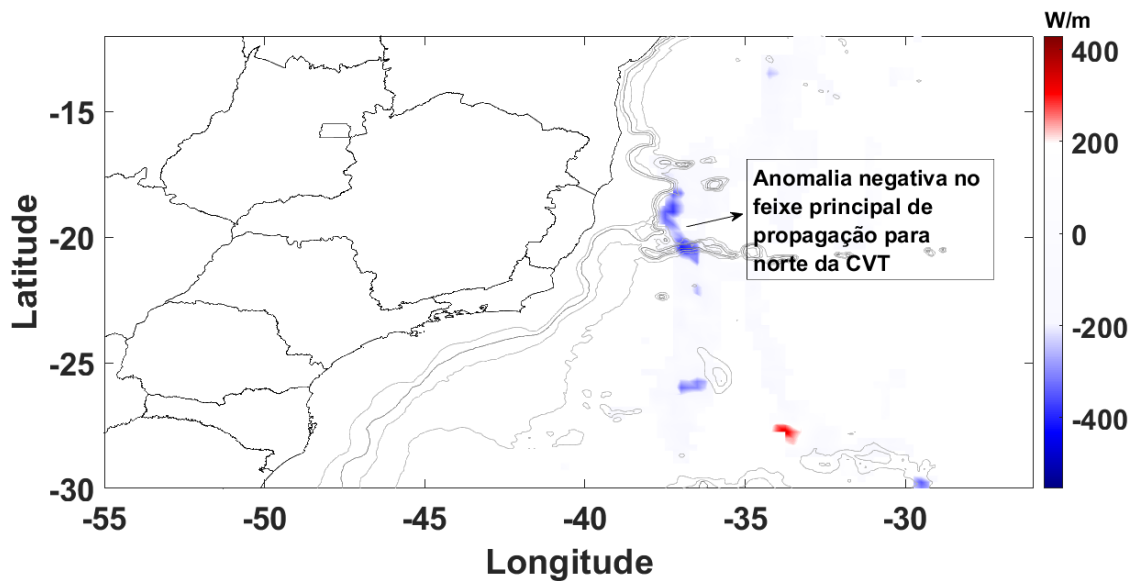 W/m
400
200
0
-200
-400
-15
-20
-25
-30
Latitude
Anomalia negativa no
feixe principal de
propagação para
norte da CVT
-55 -50 -45 -40 -35 -30
Longitude